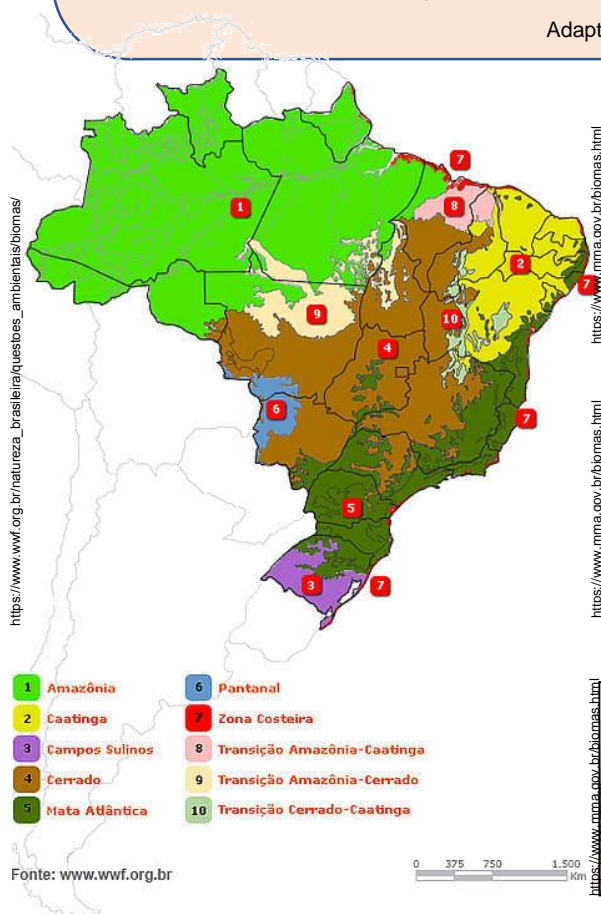 Adapt
https://www.wwf.org.br/natureza_brasileira/questoes_ambientais/biomas/
https://www.mma.gov.br/biomas.html
https://www.mma.gov.br/biomas.html
https://www.mma.gov.br/biomas.html
7
8
1
2
7
9
10
4
6
7
5
3
7
1 Amazônia
2 Caatinga
3 Campos Sulinos
4 Cerrado
5 Mata Atlântica
6 Pantanal
7 Zona Costeira
8 Transição Amazônia-Caatinga
9 Transição Amazônia-Cerrado
10 Transição Cerrado-Caatinga
Fonte: www.wwf.org.br
0 375 750 1.500
Km